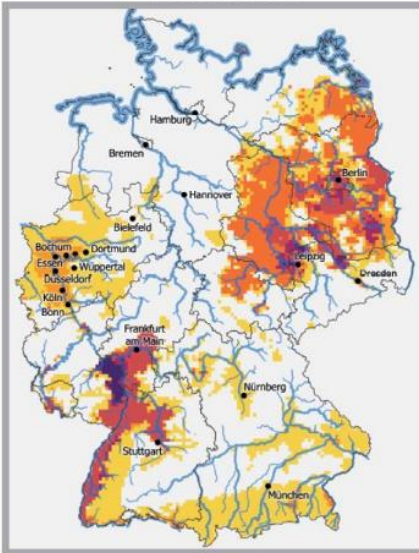 Hamburg
Bremen
Berlin
Hannover
Bielefeld
Bochum
Dortmund
Essen
Wuppertal
Düsseldorf
Leipzig
Dresden
Köln
Bonn
Frankfurt
am Main
Nürnberg
Stuttgart
München